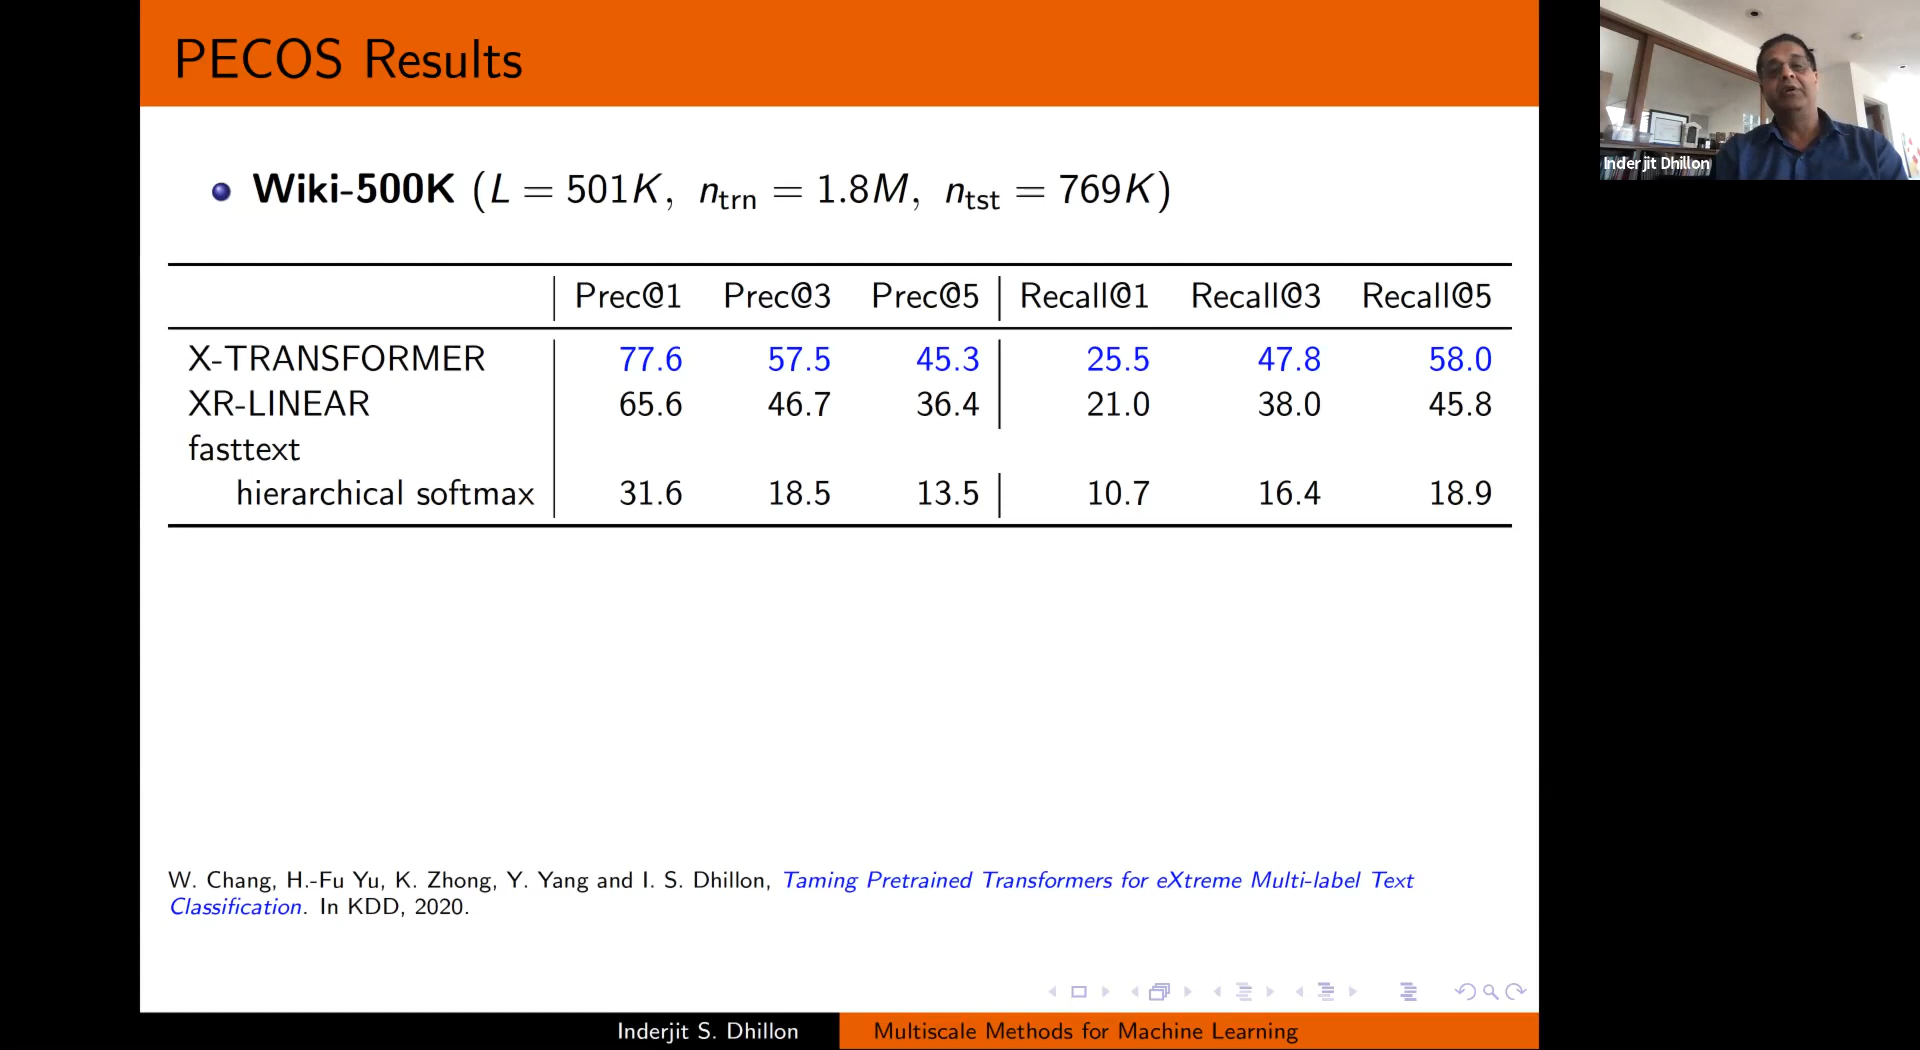 PECOS Results
Wiki-500K (L = 501K, n_trn = 1.8M, n_tst = 769K)
Prec@1 Prec@3 Prec@5 Recall@1 Recall@3 Recall@5
X-TRANSFORMER 77.6 57.5 45.3 25.5 47.8 58.0
XR-LINEAR 65.6 46.7 36.4 21.0 38.0 45.8
fasttext
hierarchical softmax 31.6 18.5 13.5 10.7 16.4 18.9
W. Chang, H.-Fu Yu, K. Zhong, Y. Yang and I. S. Dhillon, Taming Pretrained Transformers for eXtreme Multi-label Text
Classification. In KDD, 2020.
Inderjit S. Dhillon Multiscale Methods for Machine Learning
Inderjit Dhillon